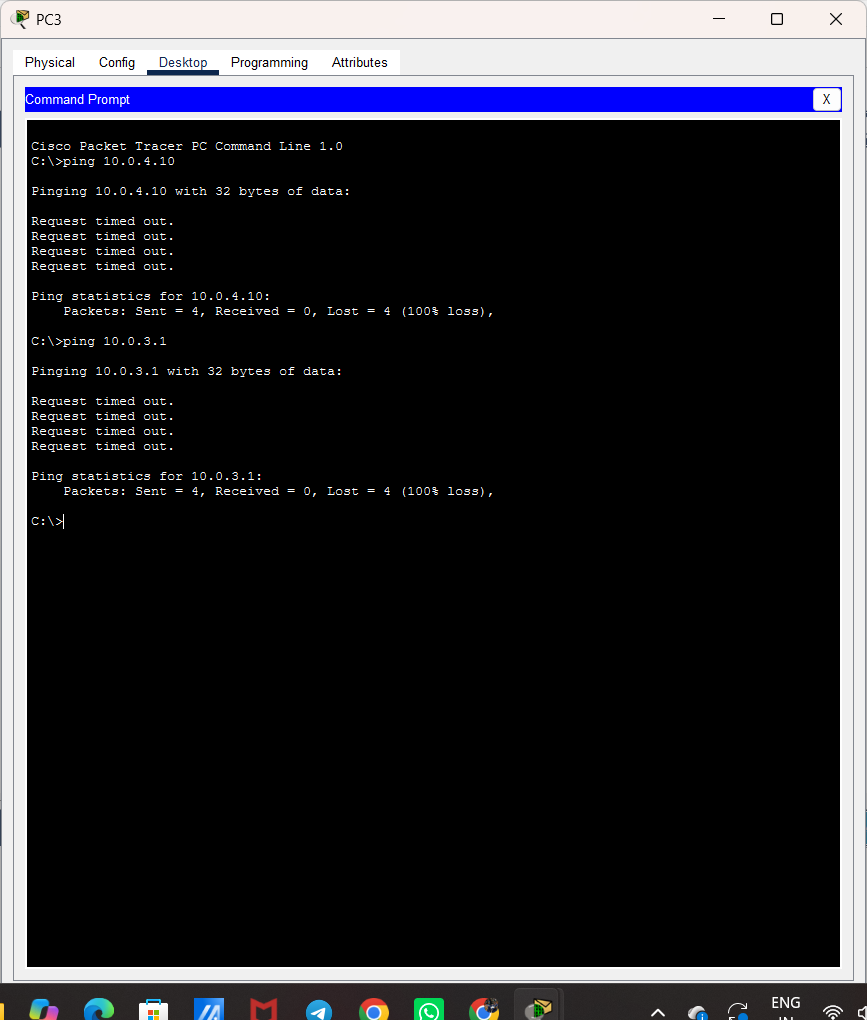 PC3
Physical Config Desktop Programming Attributes
Command Prompt X
Cisco Packet Tracer PC Command Line 1.0
C:\>ping 10.0.4.10
Pinging 10.0.4.10 with 32 bytes of data:
Request timed out.
Request timed out.
Request timed out.
Request timed out.
Ping statistics for 10.0.4.10:
Packets: Sent = 4, Received = 0, Lost = 4 (100% loss),
C:\>ping 10.0.3.1
Pinging 10.0.3.1 with 32 bytes of data:
Request timed out.
Request timed out.
Request timed out.
Request timed out.
Ping statistics for 10.0.3.1:
Packets: Sent = 4, Received = 0, Lost = 4 (100% loss),
C:\>
ENG